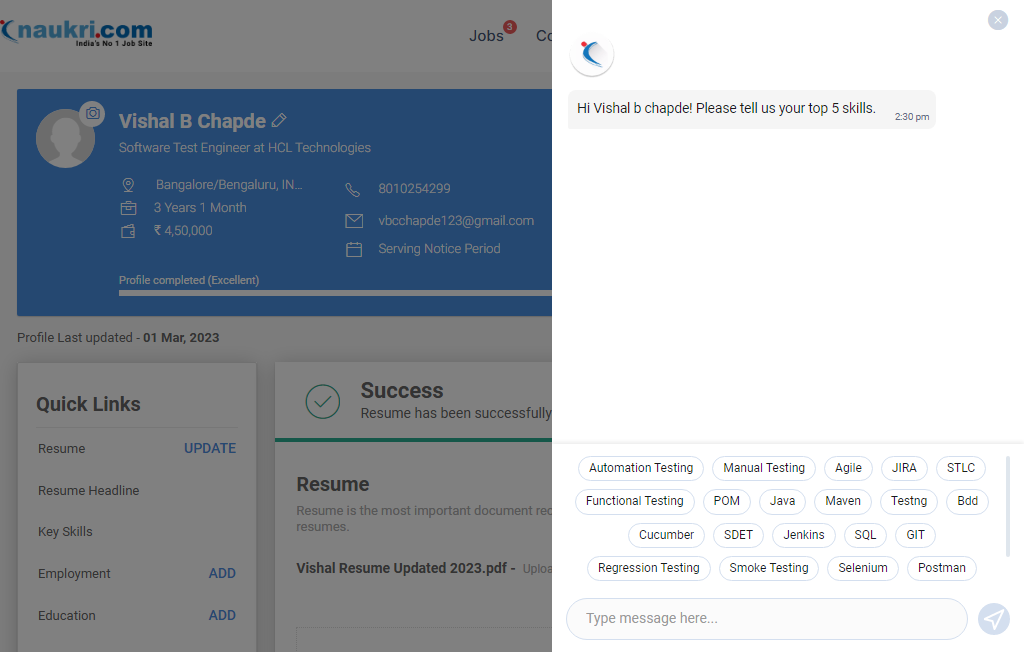 naukri.com
India's No 1 Job Site
Jobs 3 Co
Vishal B Chapde
Software Test Engineer at HCL Technologies
Bangalore/Bengaluru, IN...
8010254299
3 Years 1 Month
vbcchapde123@gmail.com
₹ 4,50,000
Serving Notice Period
Profile completed (Excellent)
Profile Last updated - 01 Mar, 2023
Quick Links
Resume UPDATE
Resume Headline
Key Skills
Employment ADD
Education ADD
Success
Resume has been successfully
Resume
Resume is the most important document rec
resumes.
Vishal Resume Updated 2023.pdf - Uploa
Hi Vishal b chapde! Please tell us your top 5 skills.
2:30 pm
Automation Testing Manual Testing Agile JIRA STLC
Functional Testing POM Java Maven Testng Bdd
Cucumber SDET Jenkins SQL GIT
Regression Testing Smoke Testing Selenium Postman
Type message here...